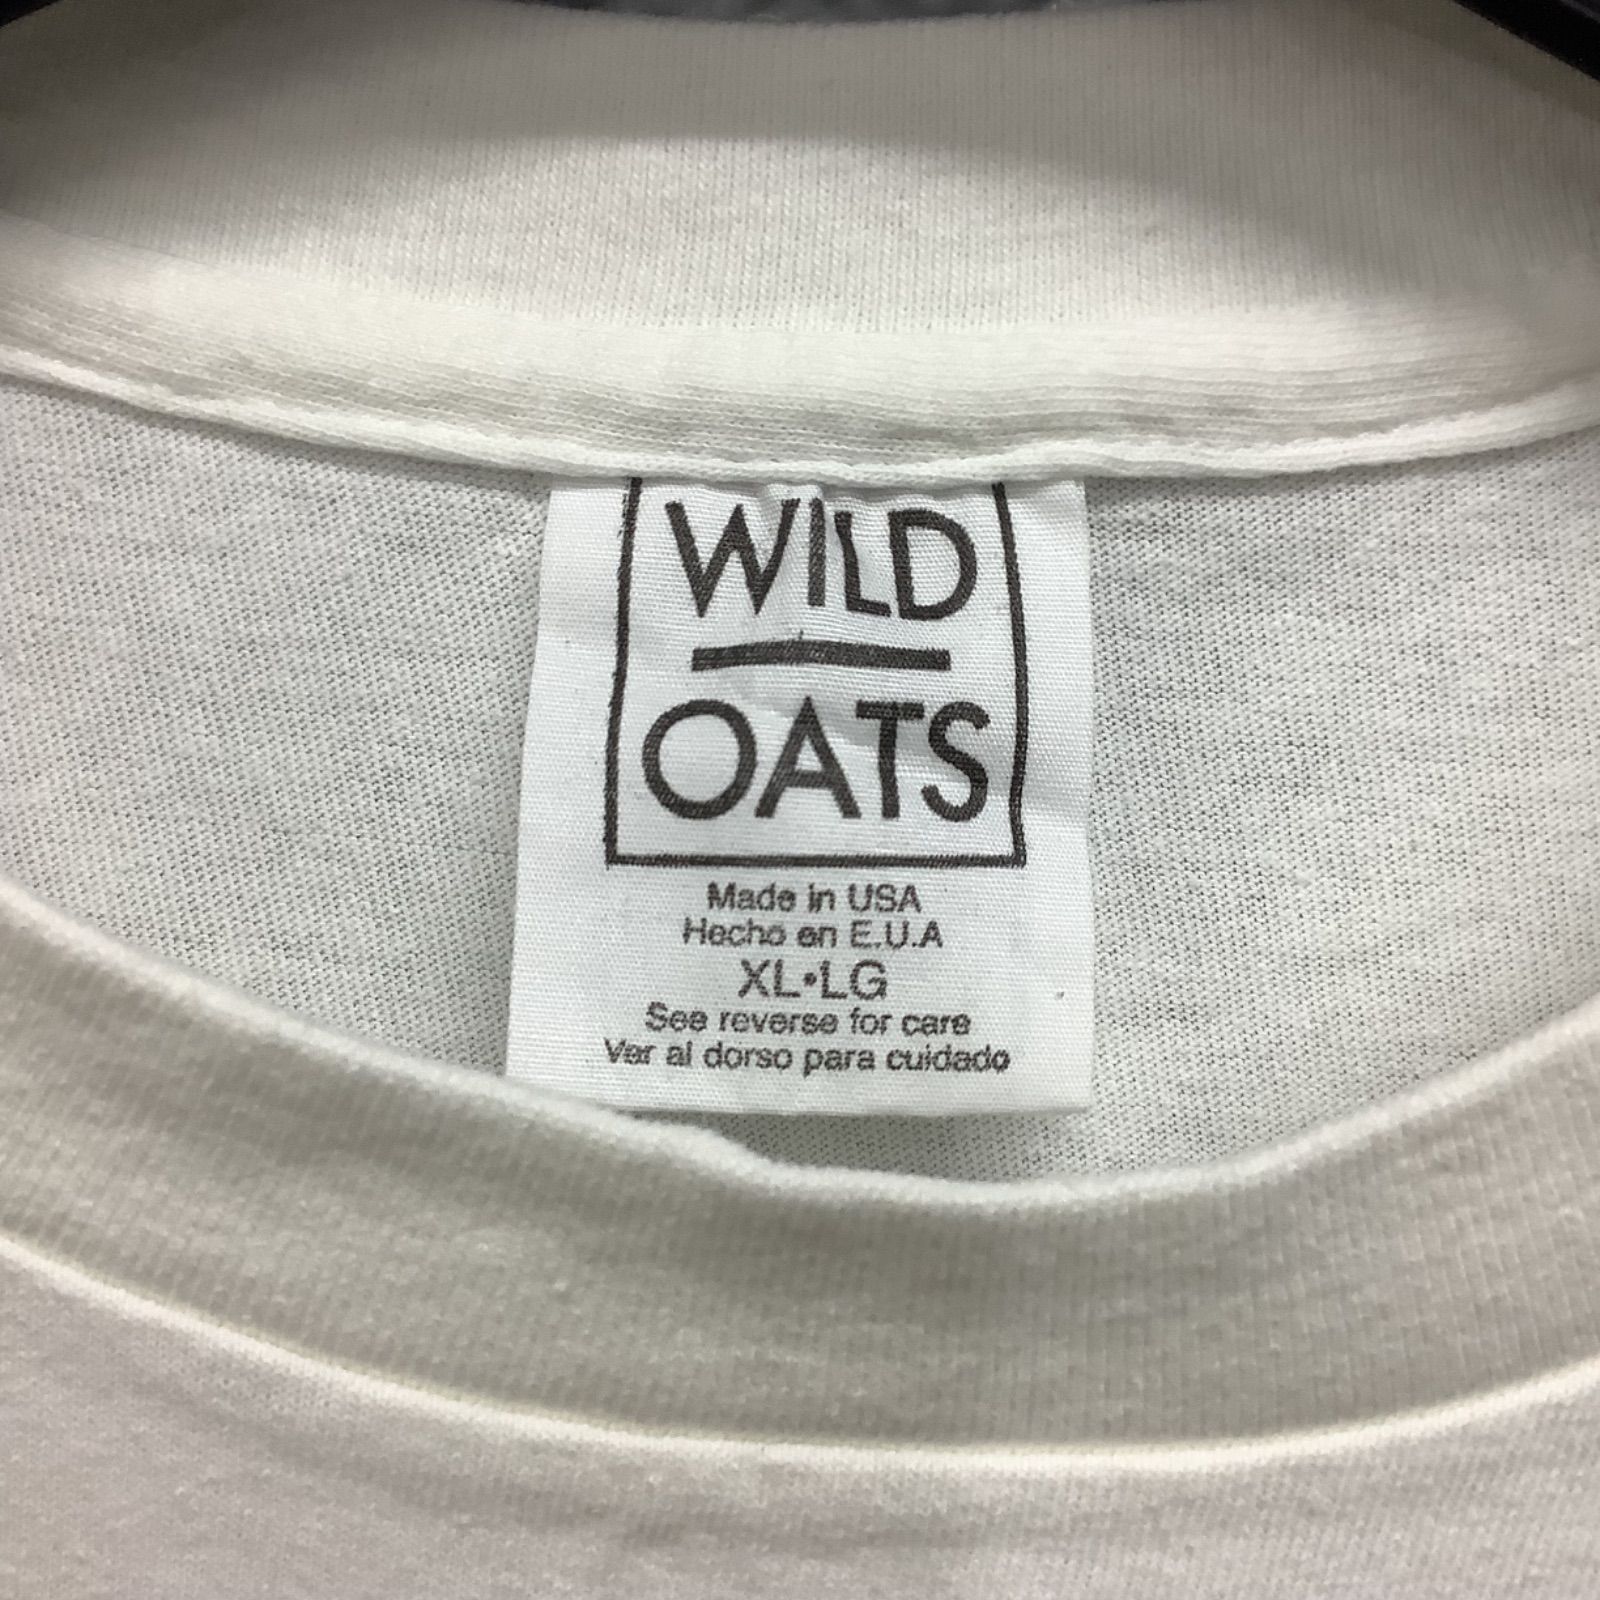 WILD
OATS
Made in USA
Hecho en E.U.A
XL•LG
See reverse for care
Ver al dorso para cuidado